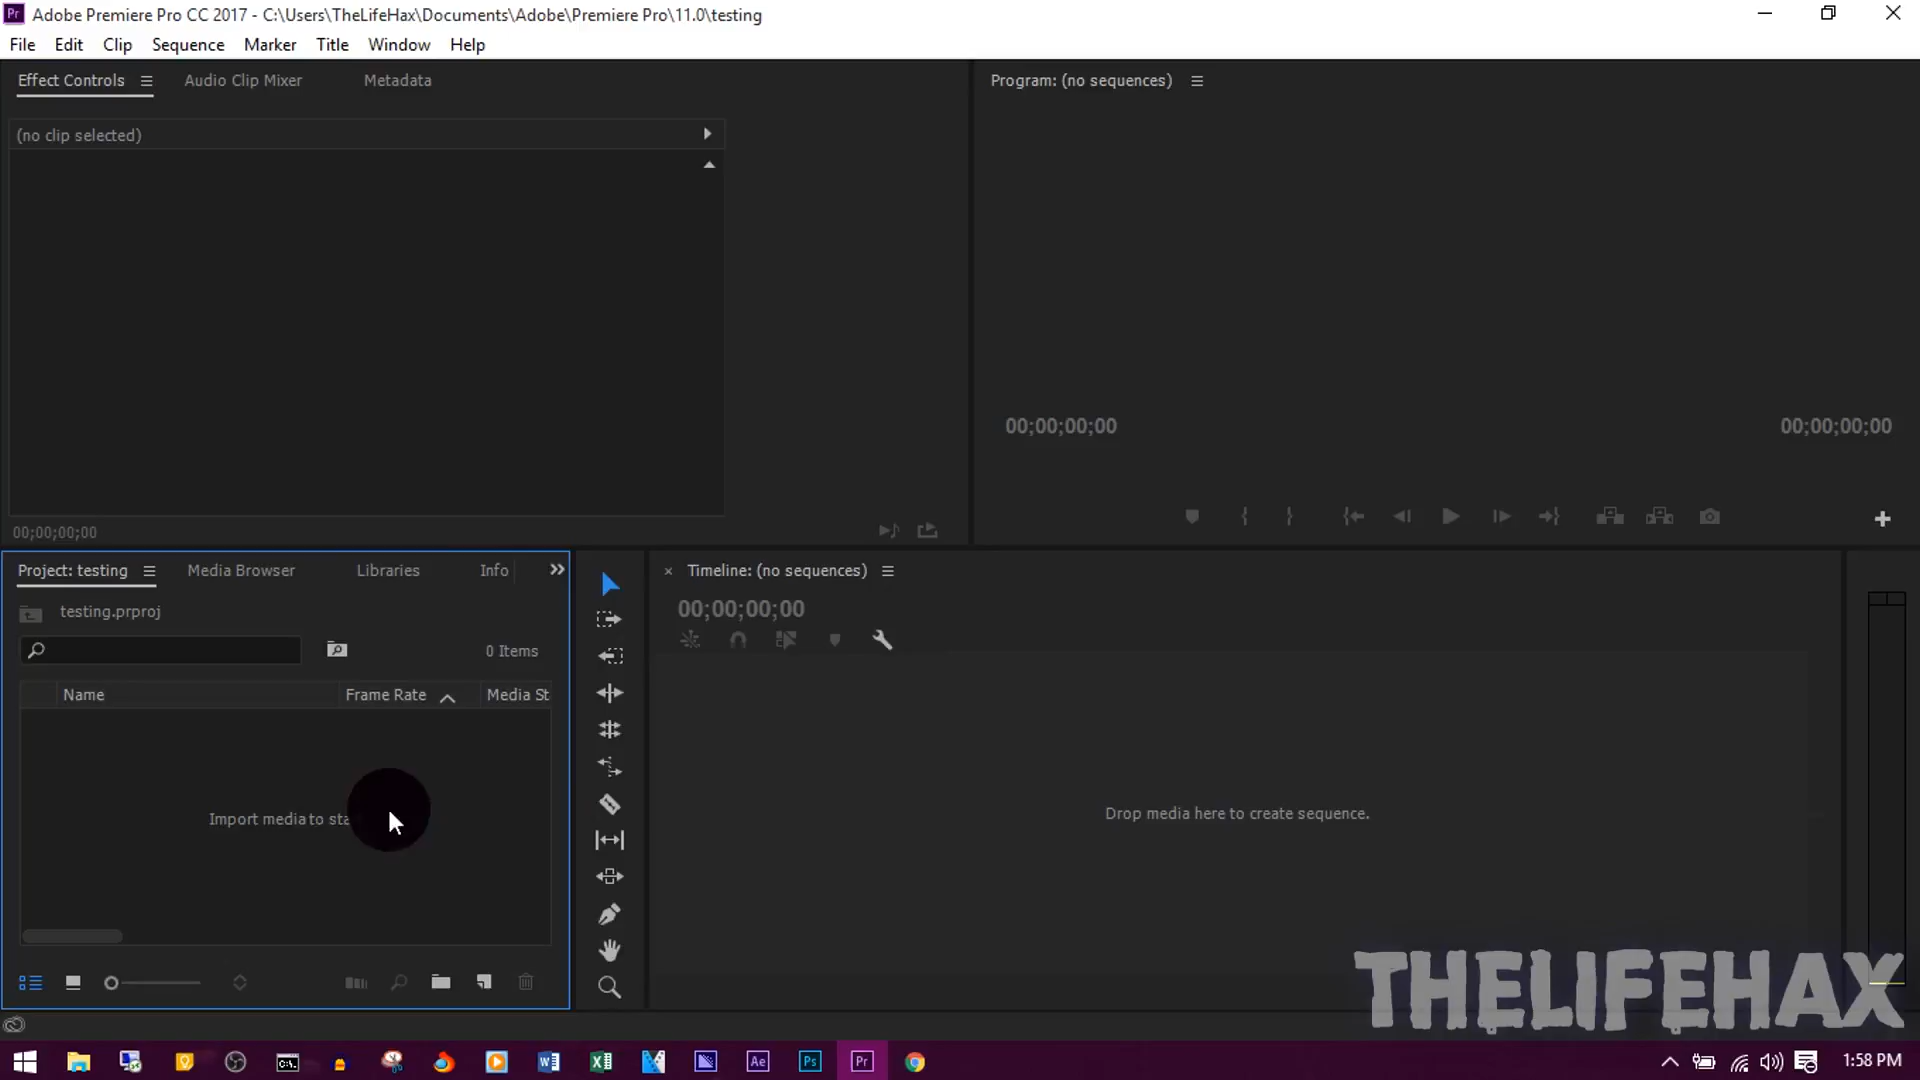 Adobe Premiere Pro CC 2017 - C:\Users\TheLifeHax\Documents\Adobe\Premiere Pro\11.0\testing
File Edit Clip Sequence Marker Title Window Help
Effect Controls Audio Clip Mixer Metadata
Program: (no sequences)
(no clip selected)
00;00;00;00
00;00;00;00
00;00;00;00
Project: testing Media Browser Libraries Info
Timeline: (no sequences)
testing.prproj
00;00;00;00
0 Items
Name Frame Rate Media St
Import media to sta
Drop media here to create sequence.
THELIFEHAX
Ae Ps Pr
1:58 PM